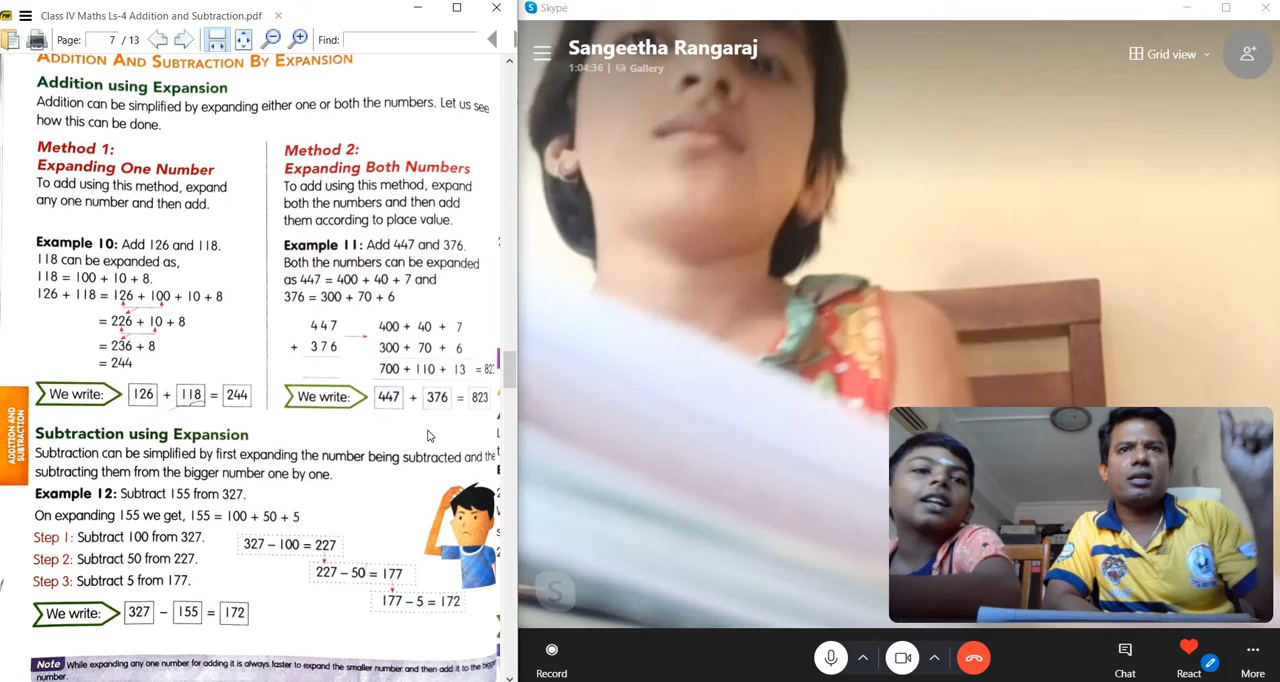 Class IV Maths Ls-4 Addition and Subtraction.pdf ×
Page: 7 / 13 Find:
ADDITION AND SUBTRACTION BY EXPANSION
Addition using Expansion
Addition can be simplified by expanding either one or both the numbers. Let us see
how this can be done.
Method 1:
Expanding One Number
To add using this method, expand
any one number and then add.
Example 10: Add 126 and 118.
118 can be expanded as,
118 = 100 + 10 + 8.
126 + 118 = 126 + 100 + 10 + 8
= 226 + 10 + 8
= 236 + 8
= 244
We write: 126 + 118 = 244
Method 2:
Expanding Both Numbers
To add using this method, expand
both the numbers and then add
them according to place value.
Example 11: Add 447 and 376.
Both the numbers can be expanded
as 447 = 400 + 40 + 7 and
376 = 300 + 70 + 6
447 400 + 40 + 7
+ 376 300 + 70 + 6
700 + 110 + 13 = 82
We write: 447 + 376 = 823
ADDITION AND
SUBTRACTION
Subtraction using Expansion
Subtraction can be simplified by first expanding the number being subtracted and the
subtracting them from the bigger number one by one.
Example 12: Subtract 155 from 327.
On expanding 155 we get, 155 = 100 + 50 + 5
Step 1: Subtract 100 from 327. 327 – 100 = 227
Step 2: Subtract 50 from 227. 227 – 50 = 177
Step 3: Subtract 5 from 177. 177 – 5 = 172
We write: 327 – 155 = 172
Note While expanding any one number for adding it is always faster to expand the smaller number and then add it to the bigge
number.
Skype
Sangeetha Rangaraj
1:04:36 | Gallery
Grid view
Record
Chat
React
More